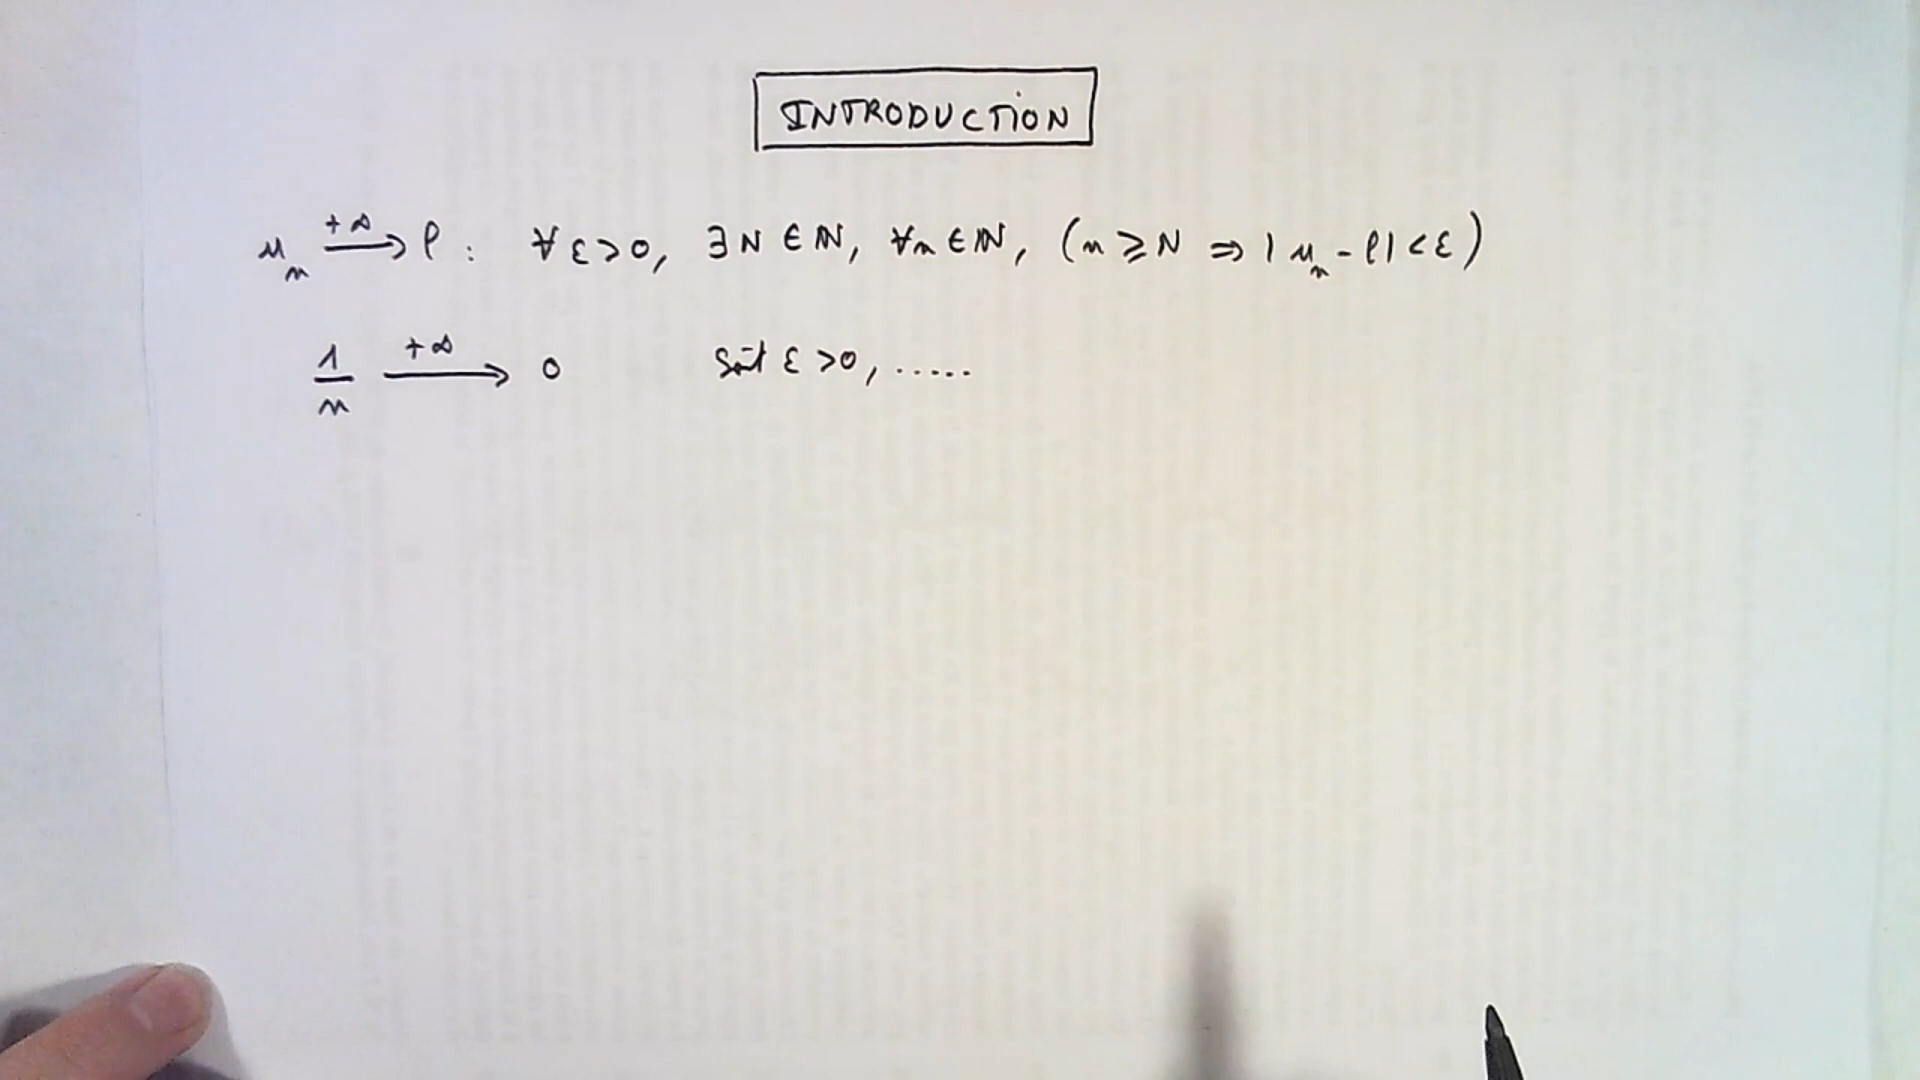 INTRODUCTION
uₙ →^{+∞} ℓ : ∀ε>0, ∃N∈ℕ, ∀n∈ℕ, (n⩾N ⇒ |uₙ-ℓ|<ε)
1/n →^{+∞} 0 Soit ε>0, .....